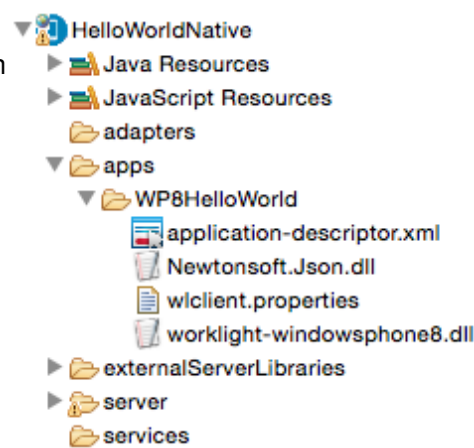 HelloWorldNative
n
Java Resources
JavaScript Resources
adapters
apps
WP8HelloWorld
application-descriptor.xml
Newtonsoft.Json.dll
wlclient.properties
worklight-windowsphone8.dll
externalServerLibraries
server
services